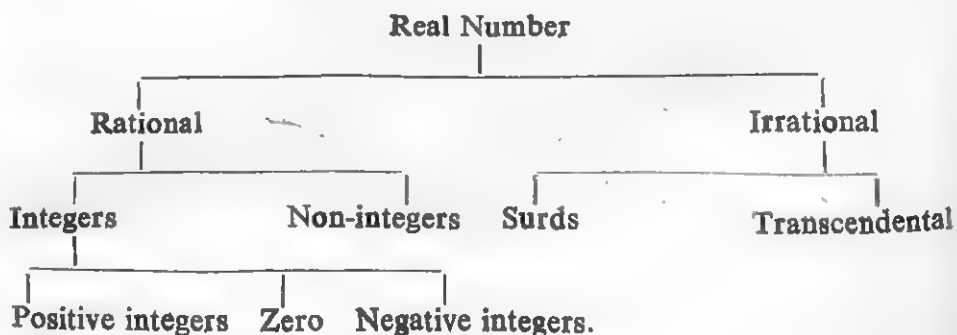 Real Number
Rational Irrational
Integers Non-integers Surds Transcendental
Positive integers Zero Negative integers.